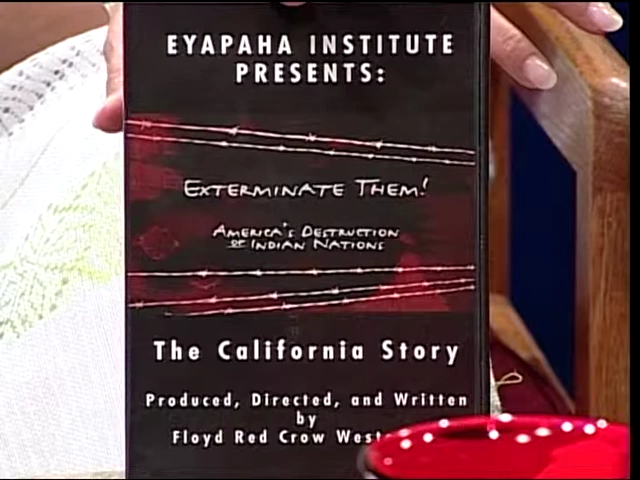 EYAPAHA INSTITUTE
PRESENTS:
EXTERMINATE THEM!
AMERICA'S DESTRUCTION
OF INDIAN NATIONS
The California Story
Produced, Directed, and Written
by
Floyd Red Crow